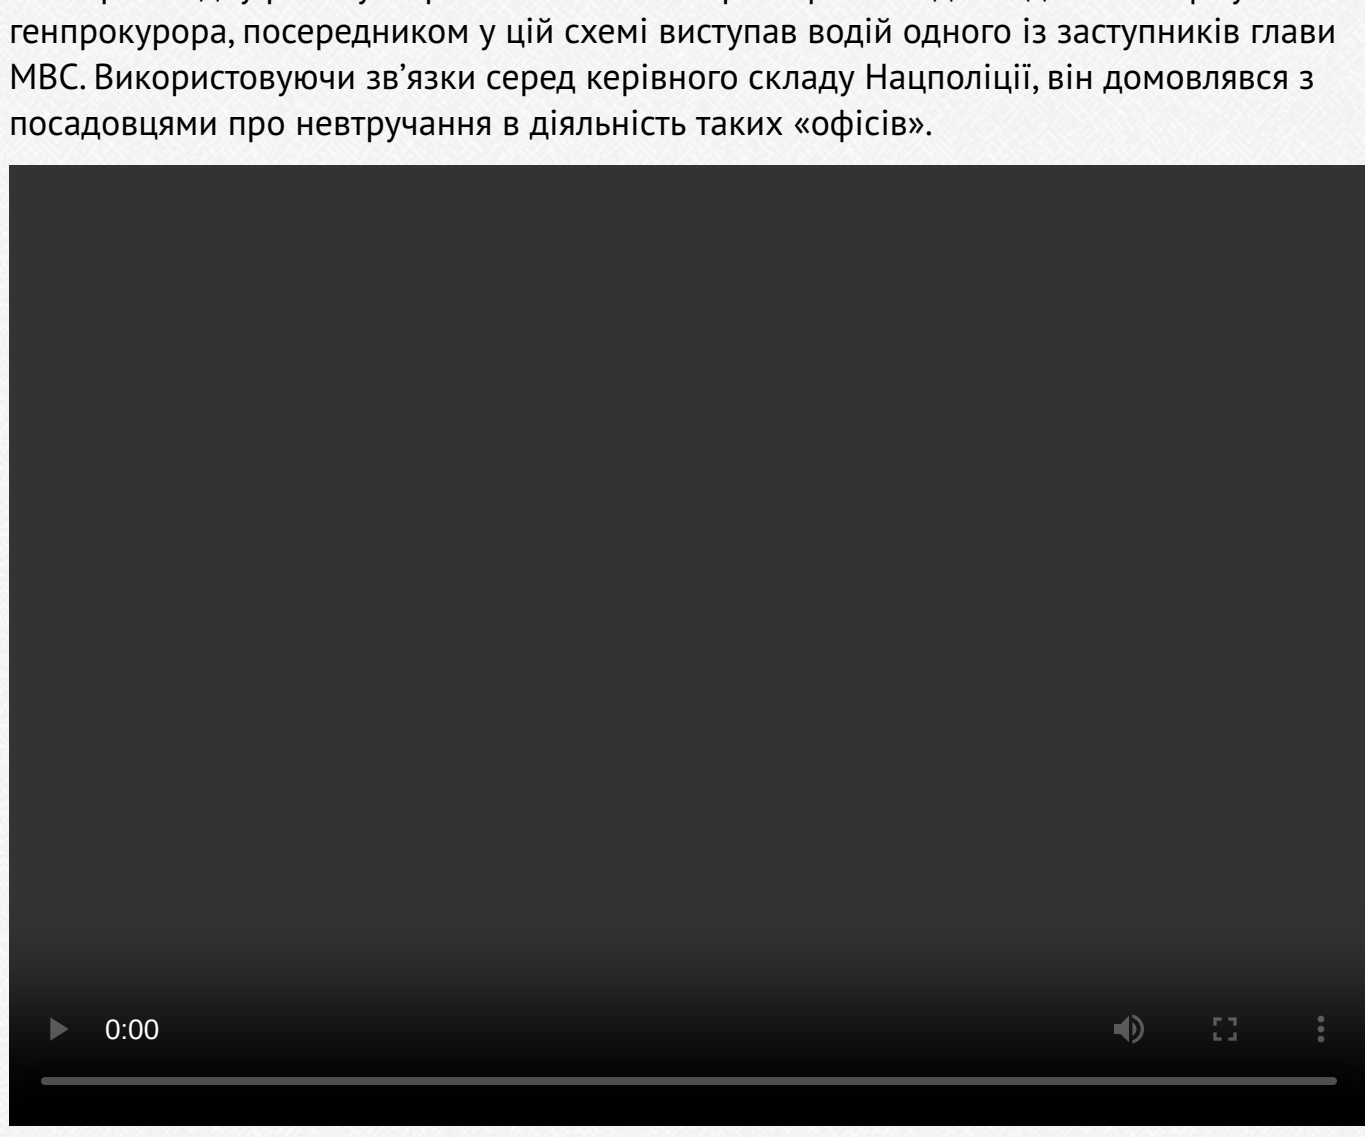 генпрокурора, посередником у цій схемі виступав водій одного із заступників глави
МВС. Використовуючи зв’язки серед керівного складу Нацполіції, він домовлявся з
посадовцями про невтручання в діяльність таких «офісів».
0:00